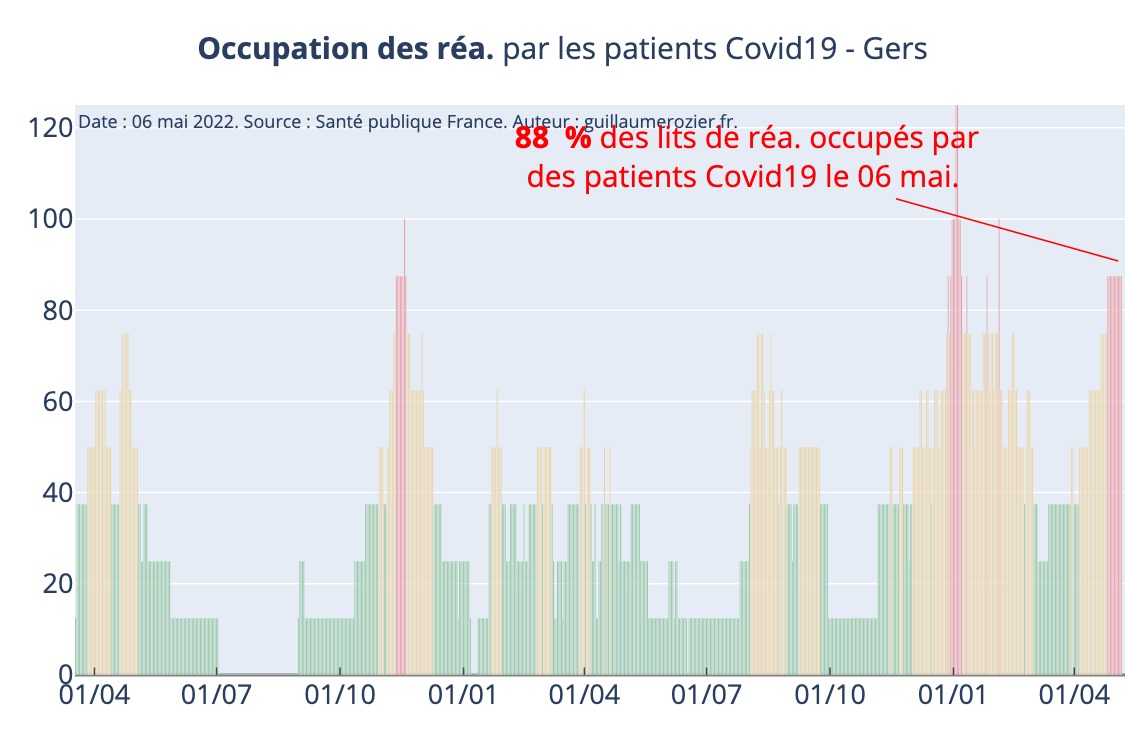 Occupation des réa. par les patients Covid19 - Gers
Date : 06 mai 2022. Source : Santé publique France. Auteur : guillaumerozier.fr.
88 % des lits de réa. occupés par
des patients Covid19 le 06 mai.
120
100
80
60
40
20
0
01/04 01/07 01/10 01/01 01/04 01/07 01/10 01/01 01/04